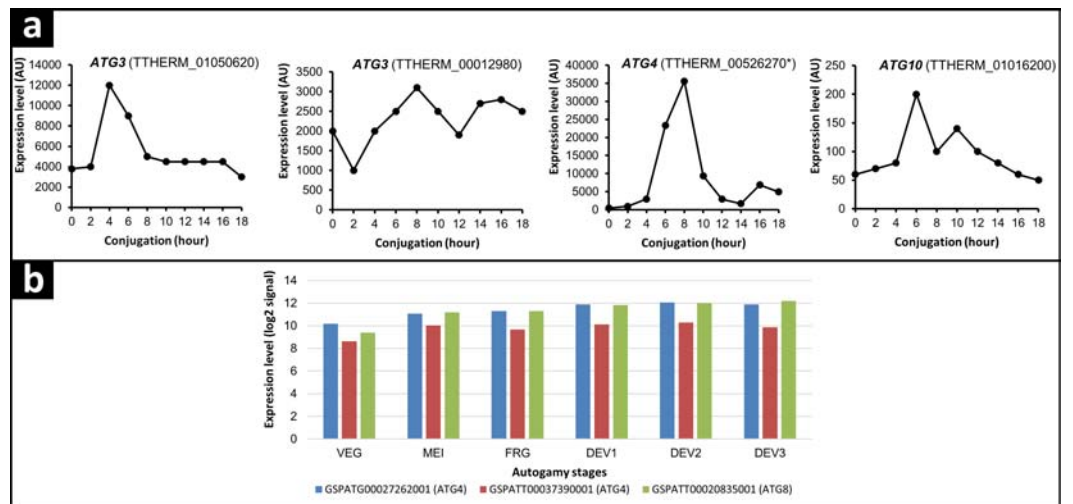 a
ATG3 (TTHERM_01050620)
Expression level (AU)
14000
12000
10000
8000
6000
4000
2000
0
0 2 4 6 8 10 12 14 16 18
Conjugation (hour)
ATG3 (TTHERM_00012980)
Expression level (AU)
3500
3000
2500
2000
1500
1000
500
0
0 2 4 6 8 10 12 14 16 18
Conjugation (hour)
ATG4 (TTHERM_00526270*)
Expression level (AU)
40000
35000
30000
25000
20000
15000
10000
5000
0
0 2 4 6 8 10 12 14 16 18
Conjugation (hour)
ATG10 (TTHERM_01016200)
Expression level (AU)
250
200
150
100
50
0
0 2 4 6 8 10 12 14 16 18
Conjugation (hour)
b
Expression level (log2 signal)
14
12
10
8
6
4
2
0
VEG MEI FRG DEV1 DEV2 DEV3
Autogamy stages
GSPATG00027262001 (ATG4) GSPATT00037390001 (ATG4) GSPATT00020835001 (ATG8)